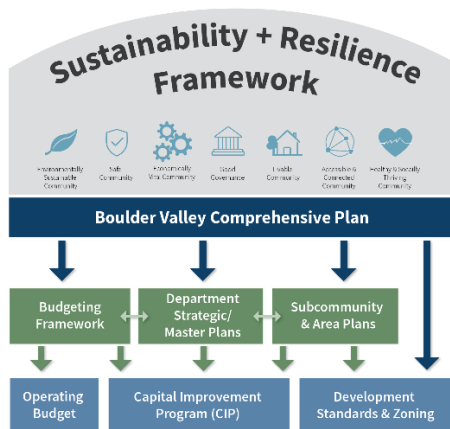 Sustainability + Resilience
Framework
Environmentally
Sustainable
Community
Safe
Community
Economically
Vital Community
Good
Governance
Livable
Community
Accessible &
Connected
Community
Healthy & Socially
Thriving
Community
Boulder Valley Comprehensive Plan
Budgeting
Framework
Department
Strategic/
Master Plans
Subcommunity
& Area Plans
Operating
Budget
Capital Improvement
Program (CIP)
Development
Standards & Zoning